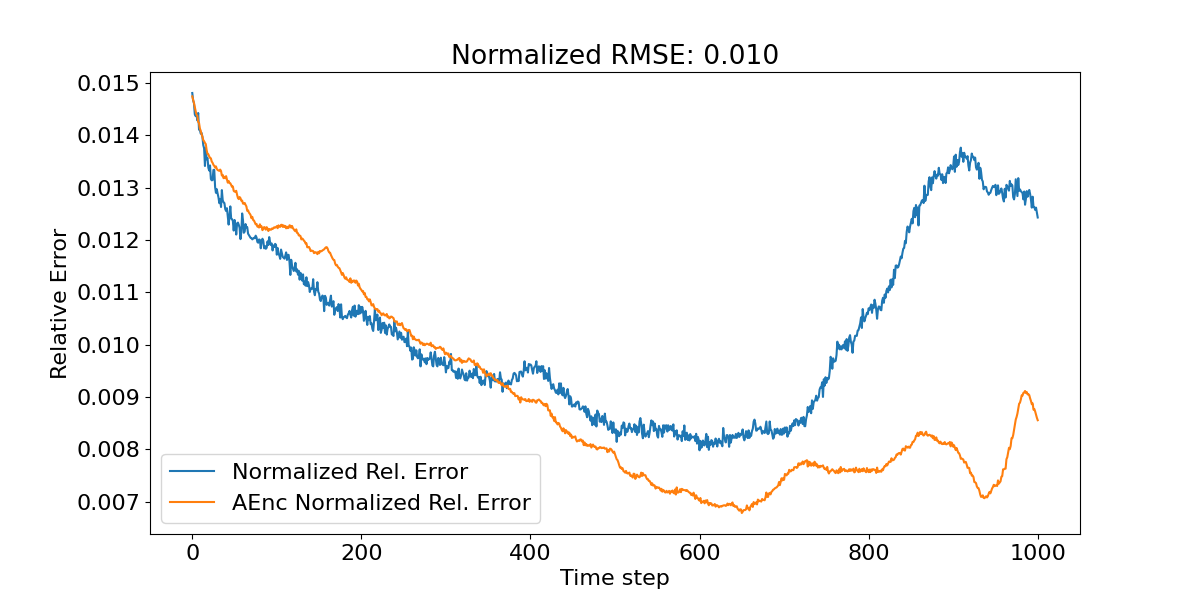 Normalized RMSE: 0.010
0.015
0.014
0.013
0.012
0.011
0.010
0.009
0.008
0.007
Relative Error
Normalized Rel. Error
AEnc Normalized Rel. Error
0 200 400 600 800 1000
Time step